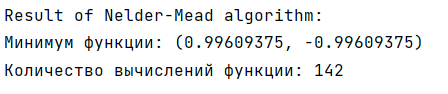 Result of Nelder-Mead algorithm:
Минимум функции: (0.99609375, -0.99609375)
Количество вычислений функции: 142